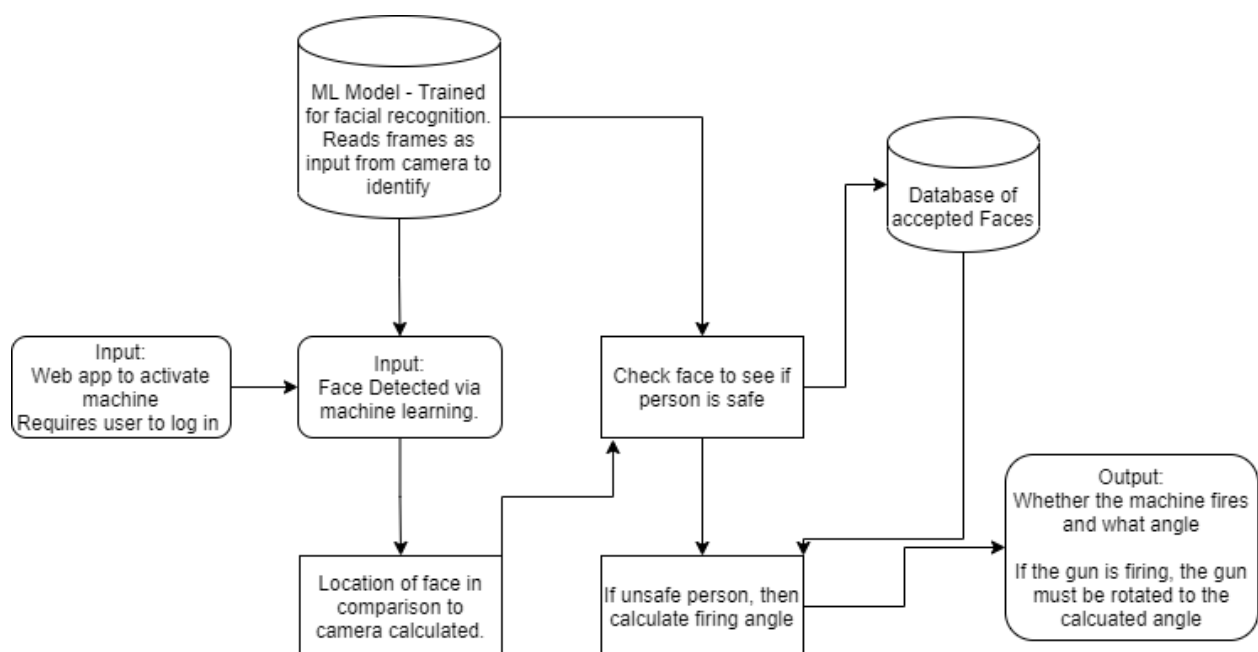 ML Model - Trained
for facial recognition.
Reads frames as
input from camera to
identify
Database of
accepted Faces
Input:
Web app to activate
machine
Requires user to log in
Input:
Face Detected via
machine learning.
Check face to see if
person is safe
Location of face in
comparison to
camera calculated.
If unsafe person, then
calculate firing angle
Output:
Whether the machine fires
and what angle
If the gun is firing, the gun
must be rotated to the
calcuated angle